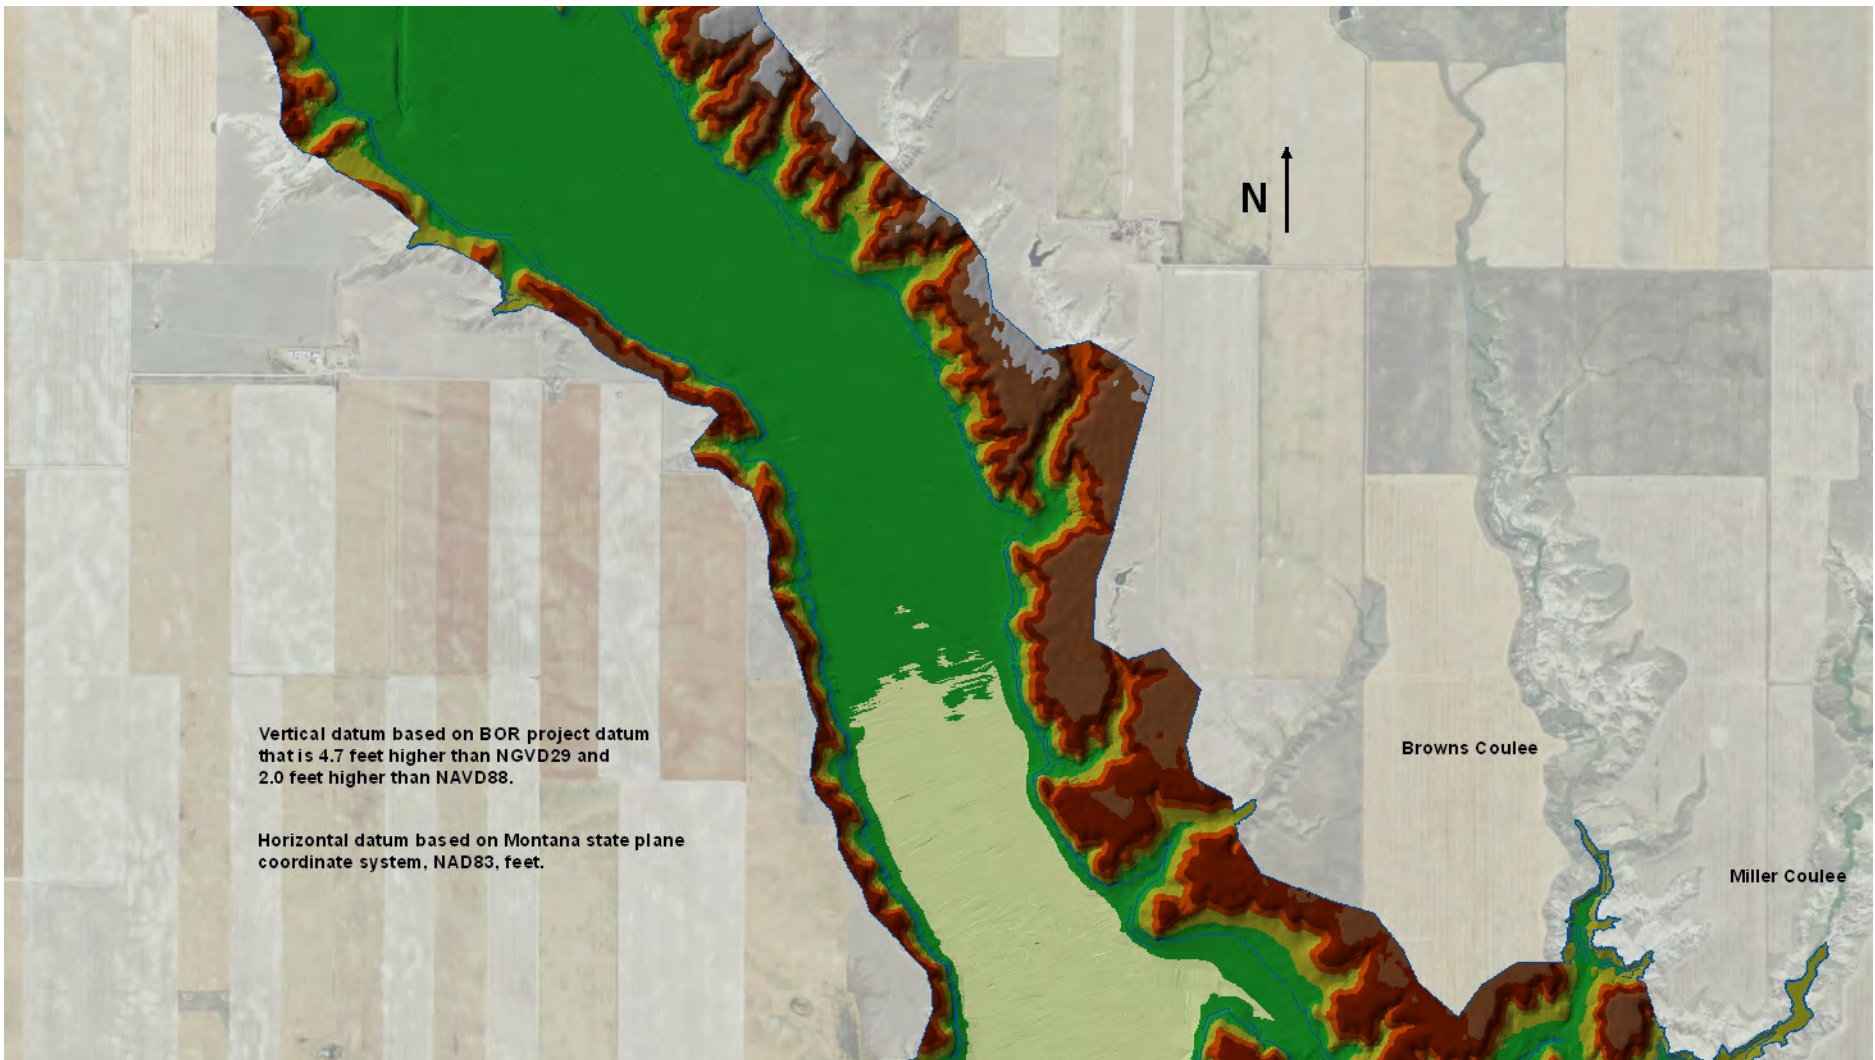 N
Vertical datum based on BOR project datum
that is 4.7 feet higher than NGVD29 and
2.0 feet higher than NAVD88.
Browns Coulee
Horizontal datum based on Montana state plane
coordinate system, NAD83, feet.
Miller Coulee